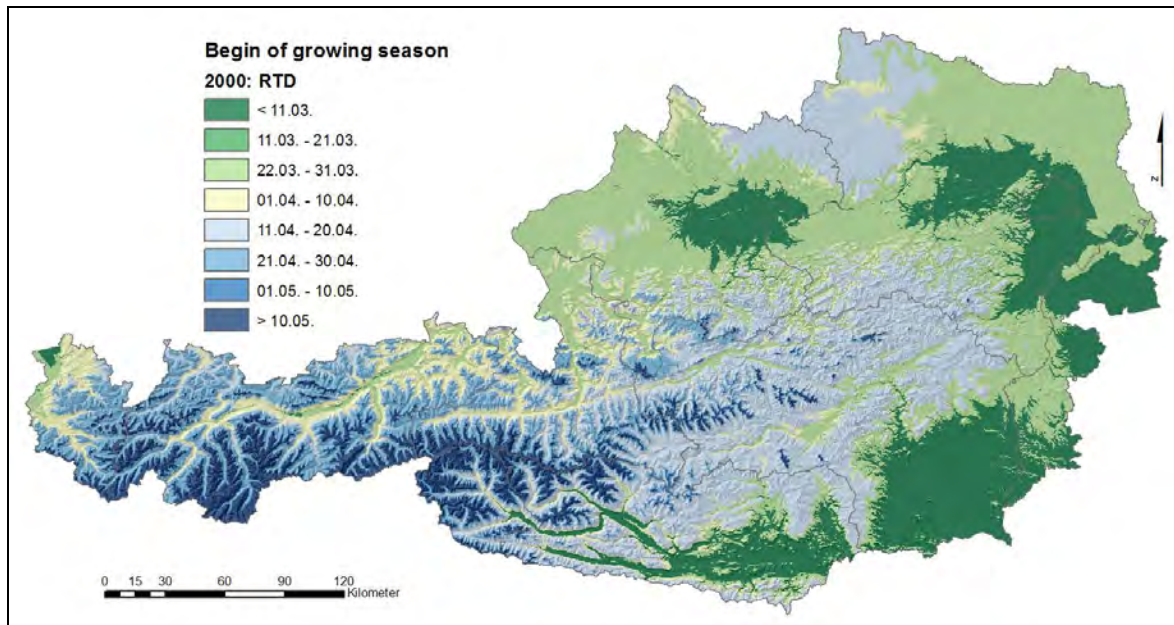 Begin of growing season
2000: RTD
< 11.03.
11.03. - 21.03.
22.03. - 31.03.
01.04. - 10.04.
11.04. - 20.04.
21.04. - 30.04.
01.05. - 10.05.
> 10.05.
N
0 15 30 60 90 120
Kilometer